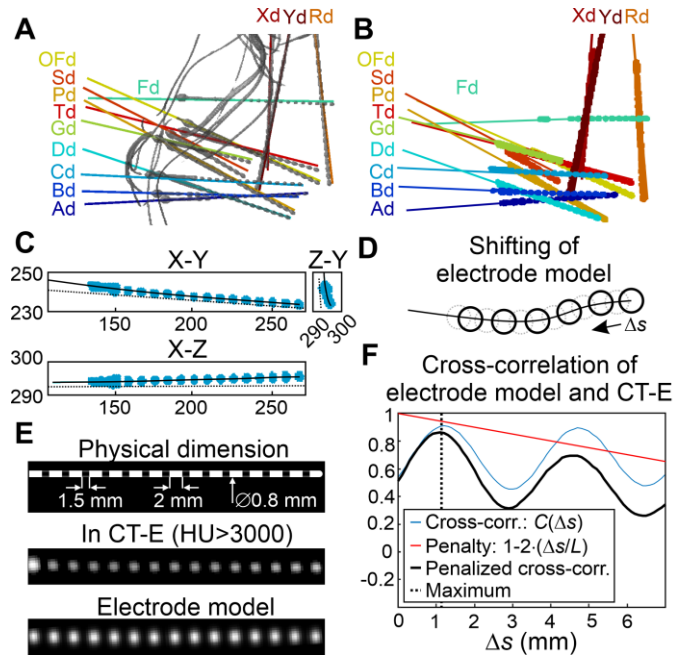 A
Xd Yd Rd
OFd
Sd
Pd
Td
Gd
Dd
Cd
Bd
Ad
Fd
B
Xd Yd Rd
OFd
Sd
Pd
Td
Gd
Dd
Cd
Bd
Ad
Fd
C
X-Y
250
230
150 200 250
Z-Y
290
300
X-Z
300
290
150 200 250
D
Shifting of
electrode model
Δs
E
Physical dimension
1.5 mm 2 mm ∅0.8 mm
In CT-E (HU>3000)
Electrode model
F
Cross-correlation of
electrode model and CT-E
1
0.8
0.6
0.4
0.2
0
-0.2
-0.4
Cross-corr.: C(Δs)
Penalty: 1-2·(Δs/L)
Penalized cross-corr.
Maximum
0 2 4 6
Δs (mm)